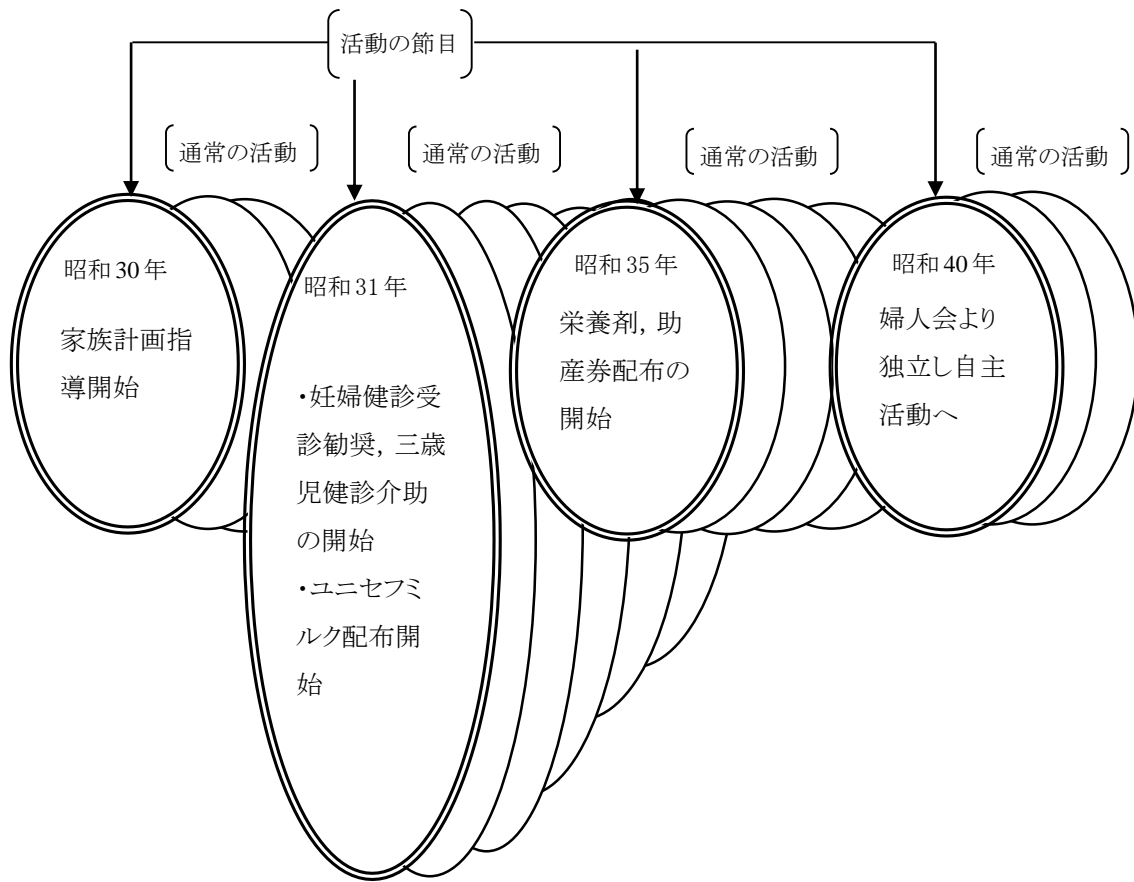 活動の節目
通常の活動
通常の活動
通常の活動
通常の活動
昭和30年
家族計画指
導開始
昭和31年
・妊婦健診受
診勧奨，三歳
児健診介助
の開始
・ユニセフミ
ルク配布開
始
昭和35年
栄養剤，助
産券配布の
開始
昭和40年
婦人会より
独立し自主
活動へ